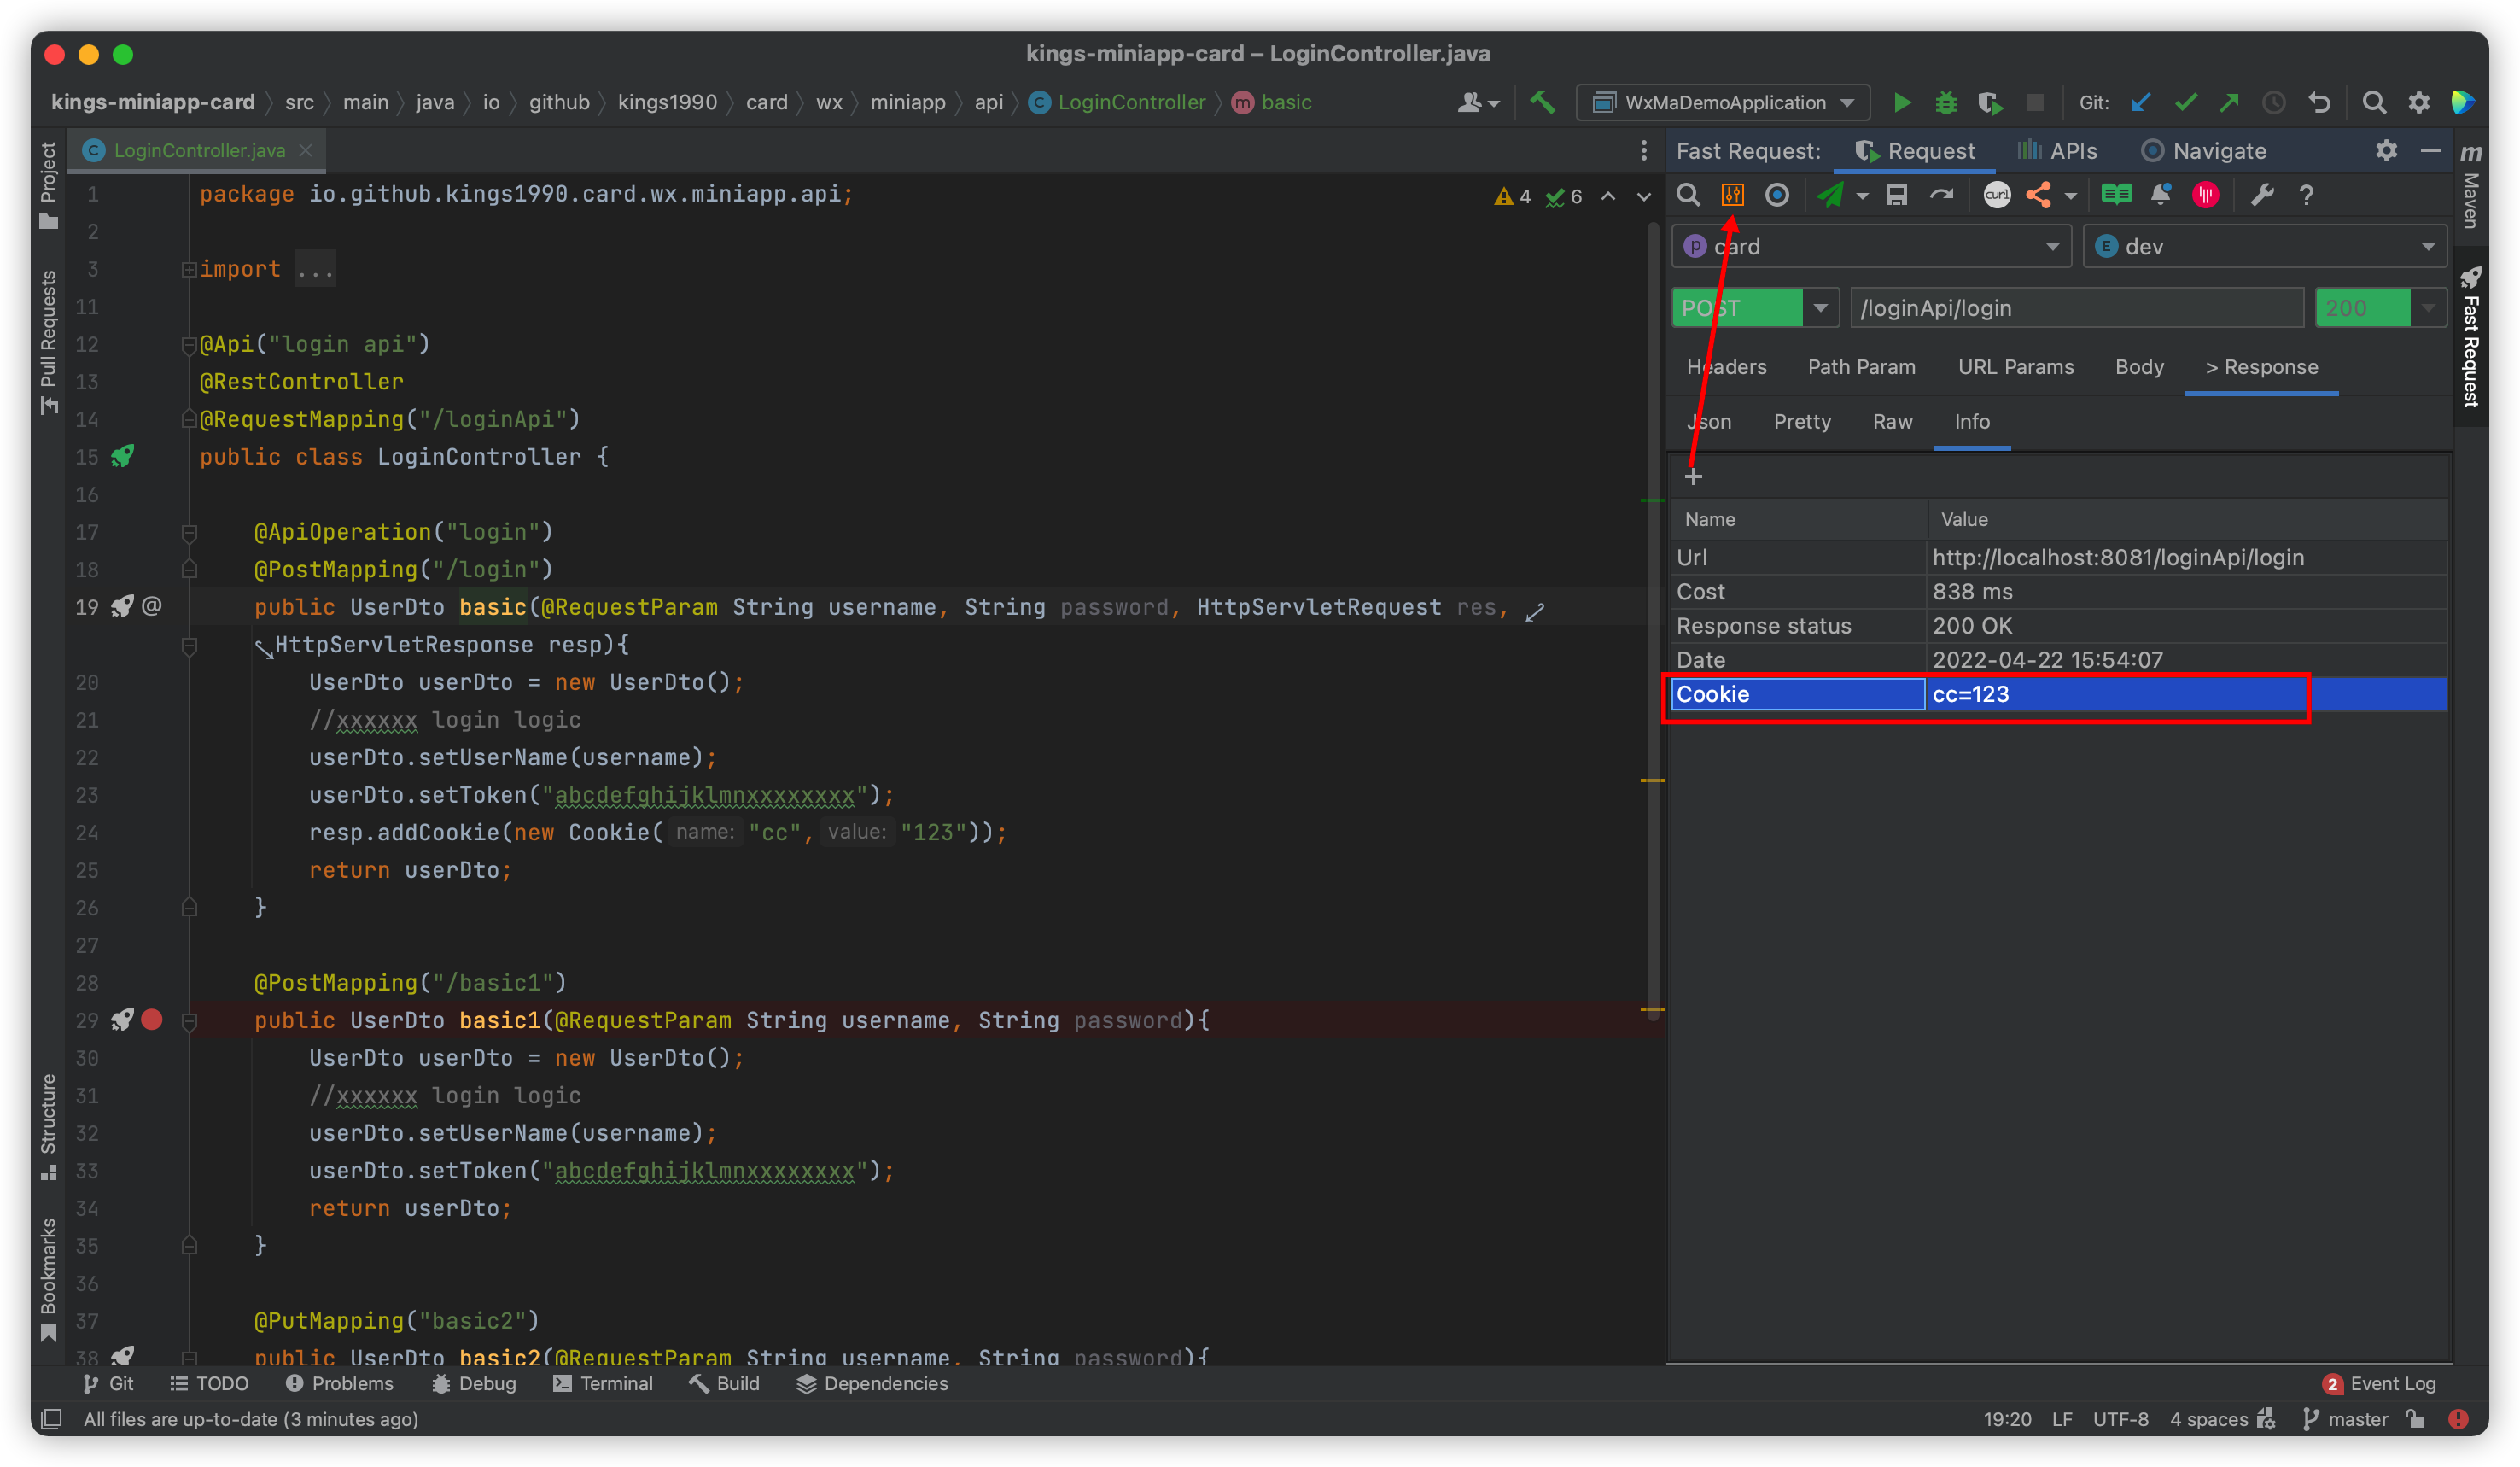 kings-miniapp-card – LoginController.java
kings-miniapp-card src main java io github kings1990 card wx miniapp api C LoginController m basic
WxMaDemoApplication Git:
Project
Pull Requests
Structure
Bookmarks
C LoginController.java
1 package io.github.kings1990.card.wx.miniapp.api;
4 6
2
3 import ...
11
12 @Api("login api")
13 @RestController
14 @RequestMapping("/loginApi")
15 public class LoginController {
16
17 @ApiOperation("login")
18 @PostMapping("/login")
19 @ public UserDto basic(@RequestParam String username, String password, HttpServletRequest res,
HttpServletResponse resp){
20 UserDto userDto = new UserDto();
21 //xxxxxx login logic
22 userDto.setUserName(username);
23 userDto.setToken("abcdefghijklmnxxxxxxxx");
24 resp.addCookie(new Cookie( name: "cc", value: "123"));
25 return userDto;
26 }
27
28 @PostMapping("/basic1")
29 public UserDto basic1(@RequestParam String username, String password){
30 UserDto userDto = new UserDto();
31 //xxxxxx login logic
32 userDto.setUserName(username);
33 userDto.setToken("abcdefghijklmnxxxxxxxx");
34 return userDto;
35 }
36
37 @PutMapping("basic2")
38 public UserDto basic2(@RequestParam String username, String password){
Fast Request: Request APIs Navigate
curl ?
p card E dev
POST /loginApi/login 200
Headers Path Param URL Params Body > Response
Json Pretty Raw Info
+
Name Value
Url http://localhost:8081/loginApi/login
Cost 838 ms
Response status 200 OK
Date 2022-04-22 15:54:07
Cookie cc=123
m Maven
Fast Request
Git TODO Problems Debug Terminal Build Dependencies 2 Event Log
All files are up-to-date (3 minutes ago) 19:20 LF UTF-8 4 spaces master